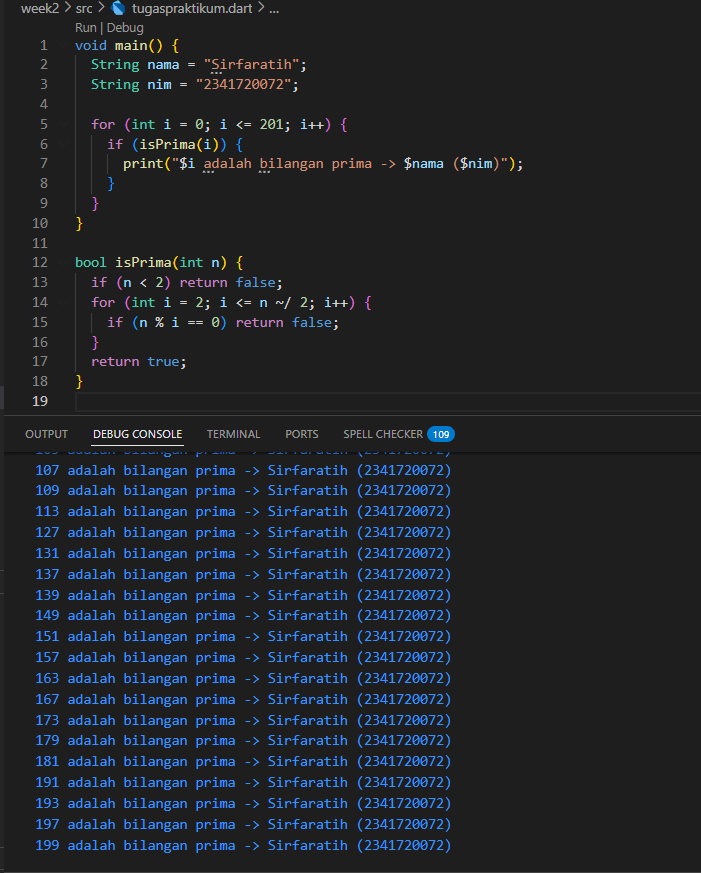 week2 > src > tugaspraktikum.dart > ...
Run | Debug
1 void main() {
2 String nama = "Sirfaratih";
3 String nim = "2341720072";
4
5 for (int i = 0; i <= 201; i++) {
6 if (isPrima(i)) {
7 print("$i adalah bilangan prima -> $nama ($nim)");
8 }
9 }
10 }
11
12 bool isPrima(int n) {
13 if (n < 2) return false;
14 for (int i = 2; i <= n ~/ 2; i++) {
15 if (n % i == 0) return false;
16 }
17 return true;
18 }
19
OUTPUT DEBUG CONSOLE TERMINAL PORTS SPELL CHECKER 109
adalah bilangan prima -> Sirfaratih (2341720072)
107 adalah bilangan prima -> Sirfaratih (2341720072)
109 adalah bilangan prima -> Sirfaratih (2341720072)
113 adalah bilangan prima -> Sirfaratih (2341720072)
127 adalah bilangan prima -> Sirfaratih (2341720072)
131 adalah bilangan prima -> Sirfaratih (2341720072)
137 adalah bilangan prima -> Sirfaratih (2341720072)
139 adalah bilangan prima -> Sirfaratih (2341720072)
149 adalah bilangan prima -> Sirfaratih (2341720072)
151 adalah bilangan prima -> Sirfaratih (2341720072)
157 adalah bilangan prima -> Sirfaratih (2341720072)
163 adalah bilangan prima -> Sirfaratih (2341720072)
167 adalah bilangan prima -> Sirfaratih (2341720072)
173 adalah bilangan prima -> Sirfaratih (2341720072)
179 adalah bilangan prima -> Sirfaratih (2341720072)
181 adalah bilangan prima -> Sirfaratih (2341720072)
191 adalah bilangan prima -> Sirfaratih (2341720072)
193 adalah bilangan prima -> Sirfaratih (2341720072)
197 adalah bilangan prima -> Sirfaratih (2341720072)
199 adalah bilangan prima -> Sirfaratih (2341720072)